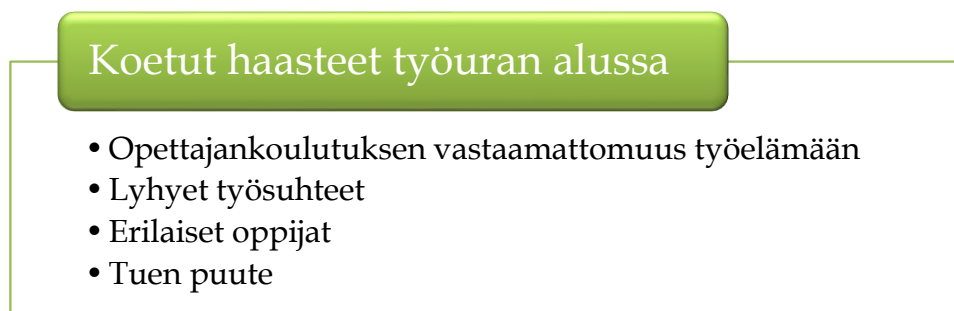 Koetut haasteet työuran alussa
• Opettajankoulutuksen vastaamattomuus työelämään
• Lyhyet työsuhteet
• Erilaiset oppijat
• Tuen puute